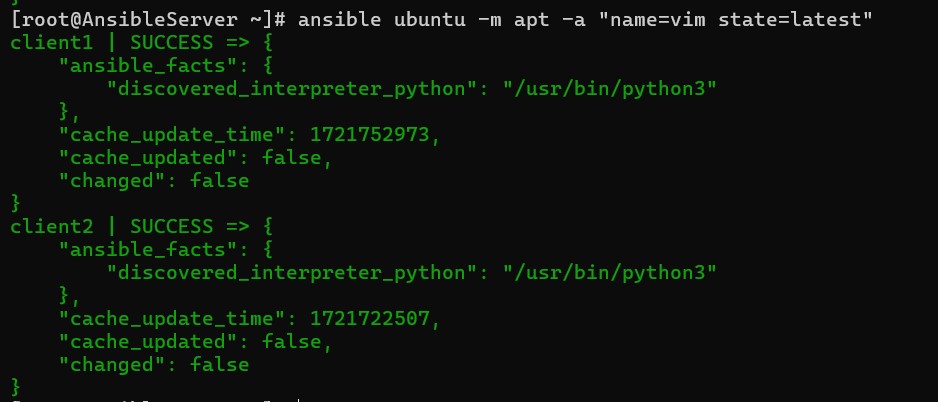 [root@AnsibleServer ~]# ansible ubuntu -m apt -a "name=vim state=latest"
client1 | SUCCESS => {
    "ansible_facts": {
        "discovered_interpreter_python": "/usr/bin/python3"
    },
    "cache_update_time": 1721752973,
    "cache_updated": false,
    "changed": false
}
client2 | SUCCESS => {
    "ansible_facts": {
        "discovered_interpreter_python": "/usr/bin/python3"
    },
    "cache_update_time": 1721722507,
    "cache_updated": false,
    "changed": false
}